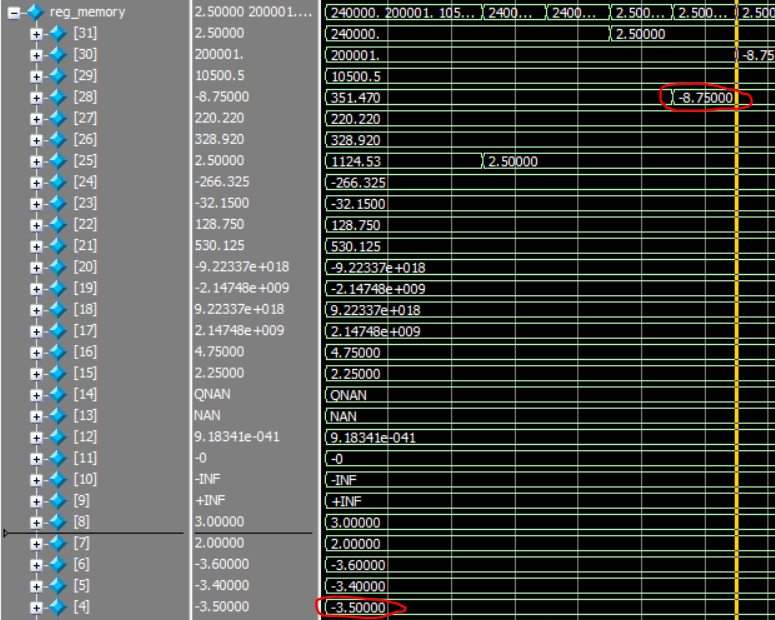 reg_memory 2.50000 200001.... 240000. 200001. 105... 2400... 2400... 2.500... 2.500... 2.500
[31] 2.50000 240000. 2.50000
[30] 200001. 200001. -8.75
[29] 10500.5 10500.5
[28] -8.75000 351.470 -8.75000
[27] 220.220 220.220
[26] 328.920 328.920
[25] 2.50000 1124.53 2.50000
[24] -266.325 -266.325
[23] -32.1500 -32.1500
[22] 128.750 128.750
[21] 530.125 530.125
[20] -9.22337e+018 -9.22337e+018
[19] -2.14748e+009 -2.14748e+009
[18] 9.22337e+018 9.22337e+018
[17] 2.14748e+009 2.14748e+009
[16] 4.75000 4.75000
[15] 2.25000 2.25000
[14] QNAN QNAN
[13] NAN NAN
[12] 9.18341e-041 9.18341e-041
[11] -0 -0
[10] -INF -INF
[9] +INF +INF
[8] 3.00000 3.00000
[7] 2.00000 2.00000
[6] -3.60000 -3.60000
[5] -3.40000 -3.40000
[4] -3.50000 -3.50000